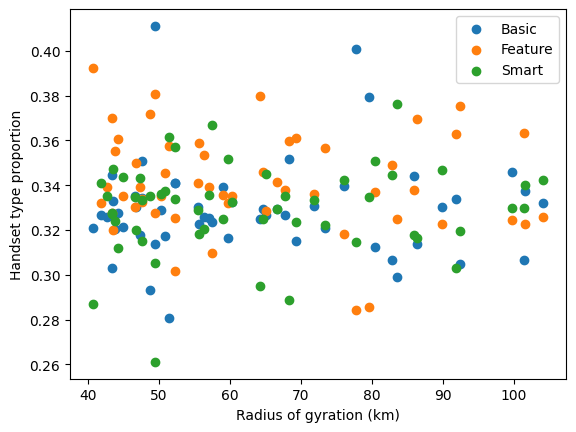 Basic
Feature
Smart
0.40
0.38
0.36
0.34
0.32
0.30
0.28
0.26
Handset type proportion
40 50 60 70 80 90 100
Radius of gyration (km)